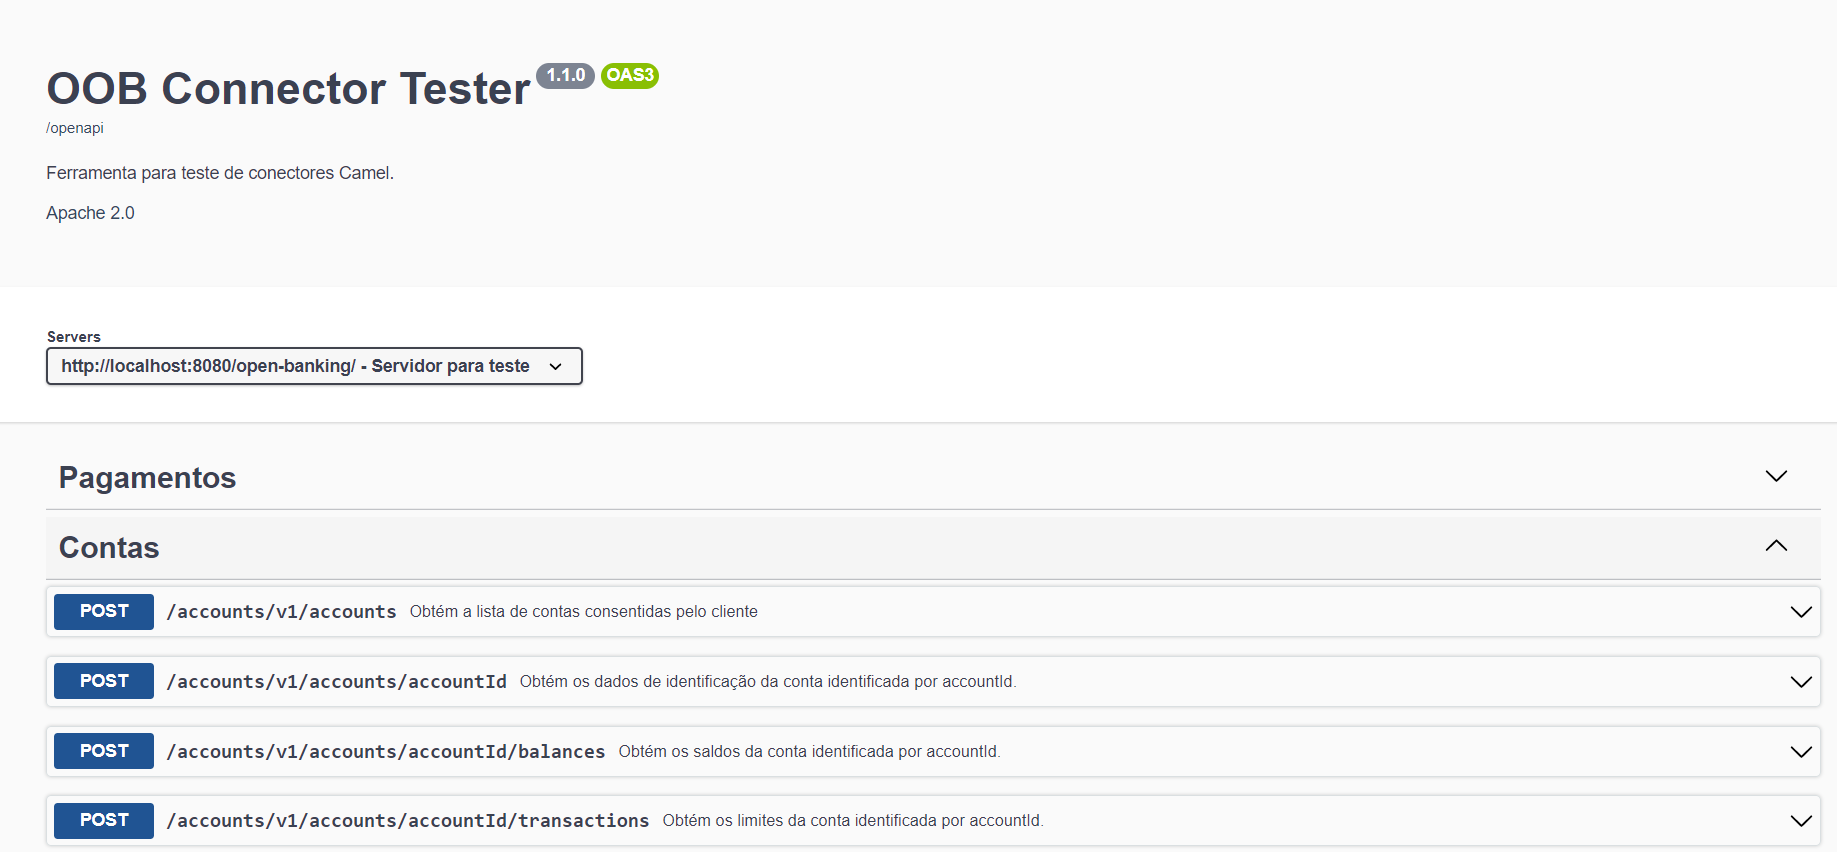 OOB Connector Tester 1.1.0 OAS3
/openapi
Ferramenta para teste de conectores Camel.
Apache 2.0
Servers
http://localhost:8080/open-banking/ - Servidor para teste
Pagamentos
Contas
POST /accounts/v1/accounts Obtém a lista de contas consentidas pelo cliente
POST /accounts/v1/accounts/accountId Obtém os dados de identificação da conta identificada por accountId.
POST /accounts/v1/accounts/accountId/balances Obtém os saldos da conta identificada por accountId.
POST /accounts/v1/accounts/accountId/transactions Obtém os limites da conta identificada por accountId.